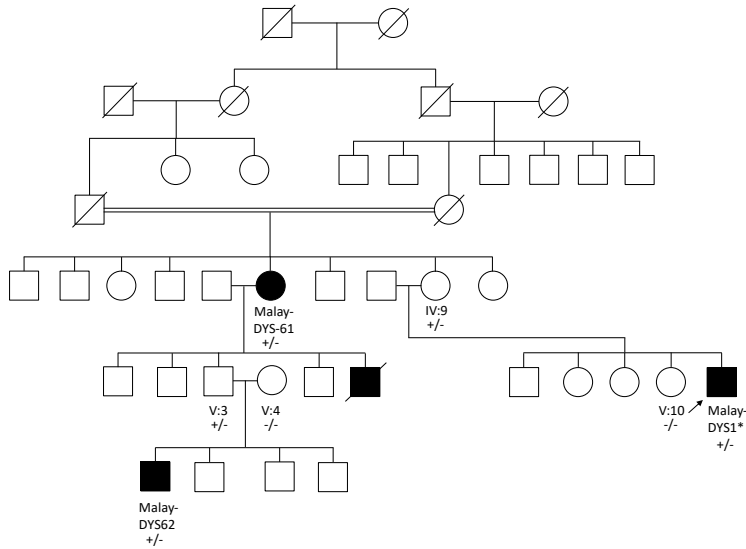 Malay-
DYS-61
+/-
IV:9
+/-
V:3
+/-
V:4
-/-
V:10
-/-
Malay-
DYS1*
+/-
Malay-
DYS62
+/-